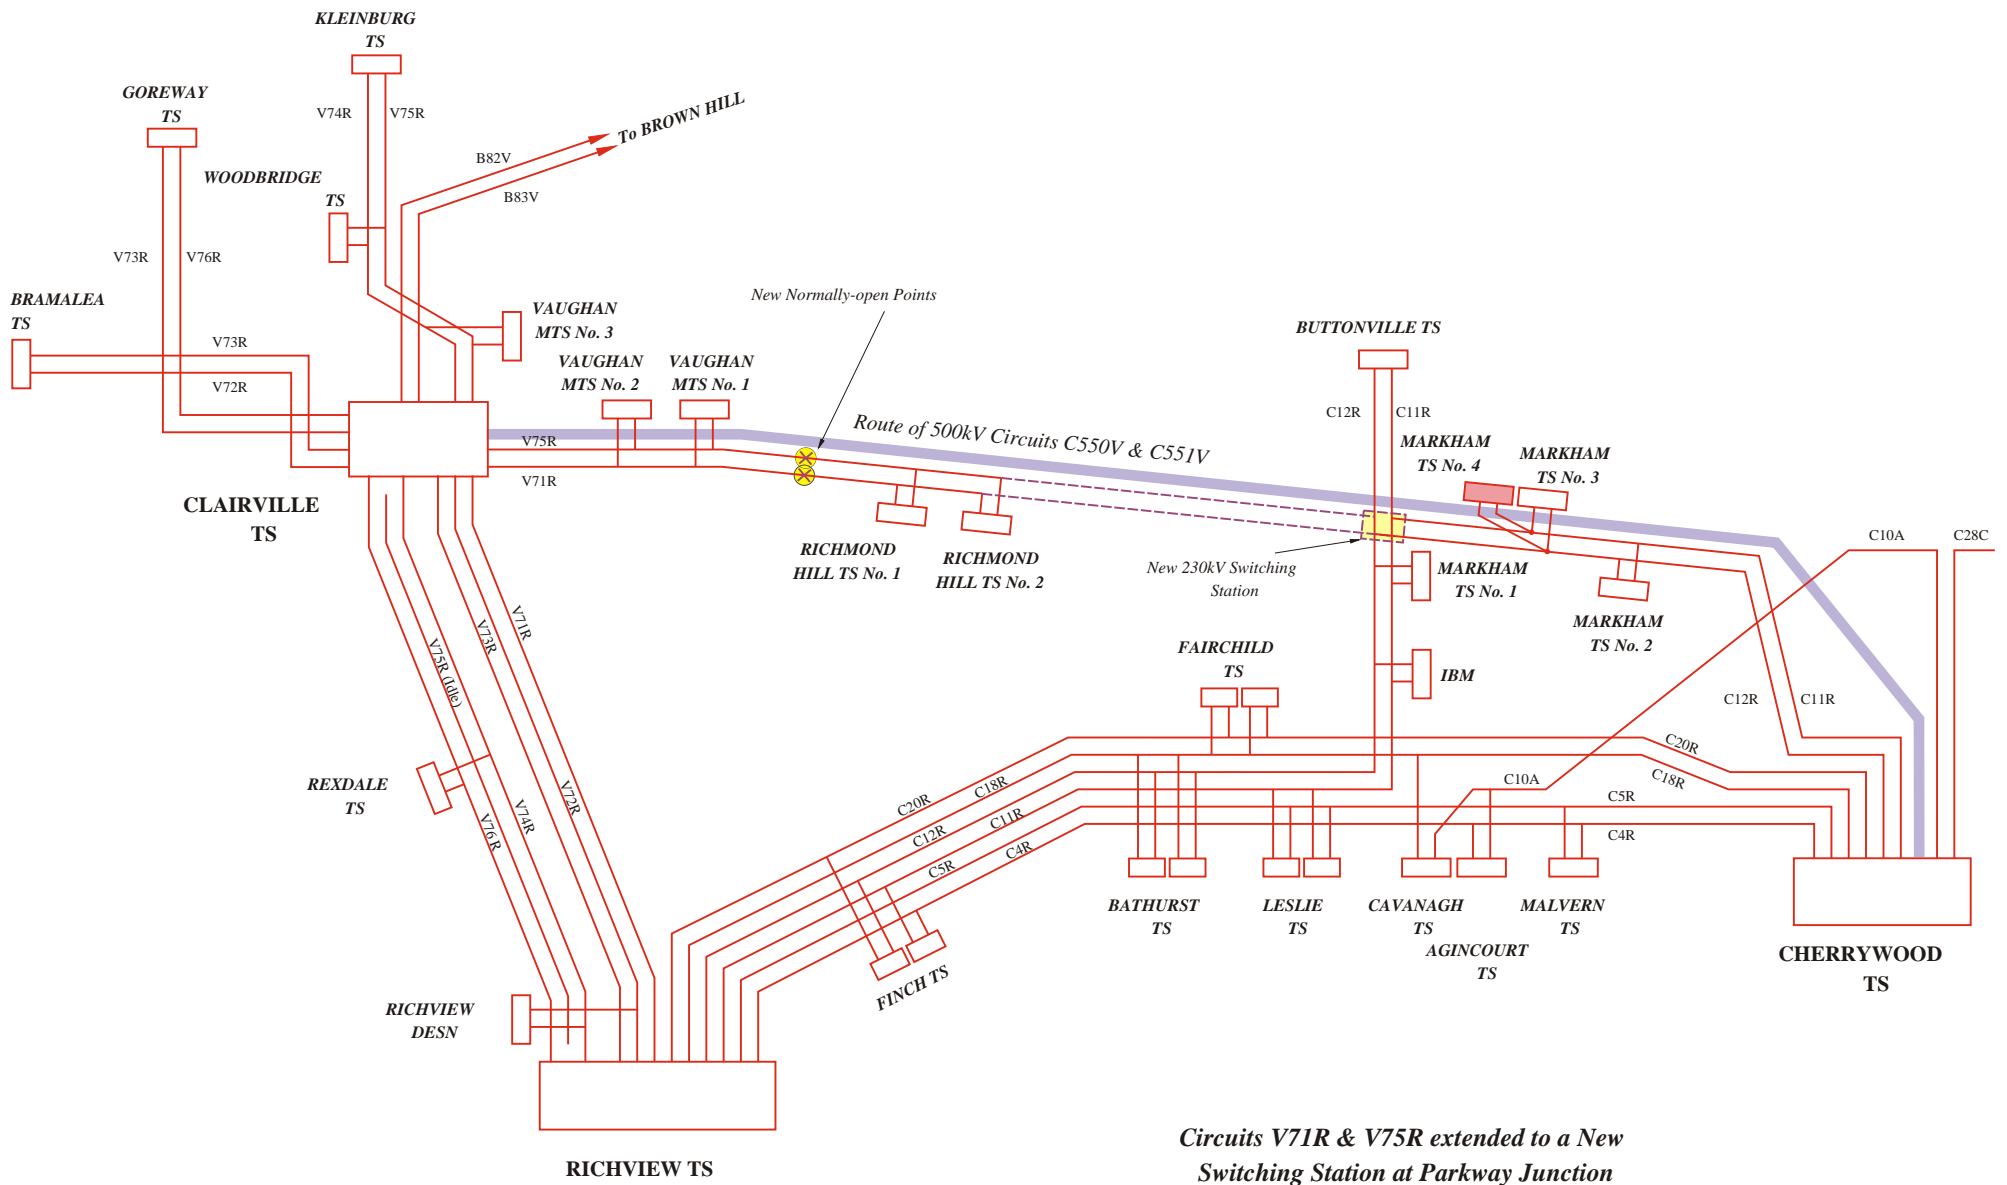 KLEINBURG
TS
GOREWAY
TS
V74R
V75R
To BROWN HILL
B82V
WOODBRIDGE
TS
B83V
V73R
V76R
BRAMALEA
TS
New Normally-open Points
VAUGHAN
MTS No. 3
BUTTONVILLE TS
V73R
V72R
VAUGHAN
MTS No. 2
VAUGHAN
MTS No. 1
C12R
C11R
Route of 500kV Circuits C550V & C551V
V75R
V71R
MARKHAM
TS No. 4
MARKHAM
TS No. 3
CLAIRVILLE
TS
C10A
C28C
RICHMOND
HILL TS No. 1
RICHMOND
HILL TS No. 2
New 230kV Switching
Station
MARKHAM
TS No. 1
MARKHAM
TS No. 2
V71R
V73R
V75R (Idle)
FAIRCHILD
TS
IBM
C12R
C11R
C20R
C18R
REXDALE
TS
V72R
V74R
V76R
C20R
C18R
C12R
C11R
C5R
C4R
C10A
C5R
C4R
BATHURST
TS
LESLIE
TS
CAVANAGH
TS
MALVERN
TS
AGINCOURT
TS
CHERRYWOOD
TS
FINCH TS
RICHVIEW
DESN
RICHVIEW TS
Circuits V71R & V75R extended to a New
Switching Station at Parkway Junction